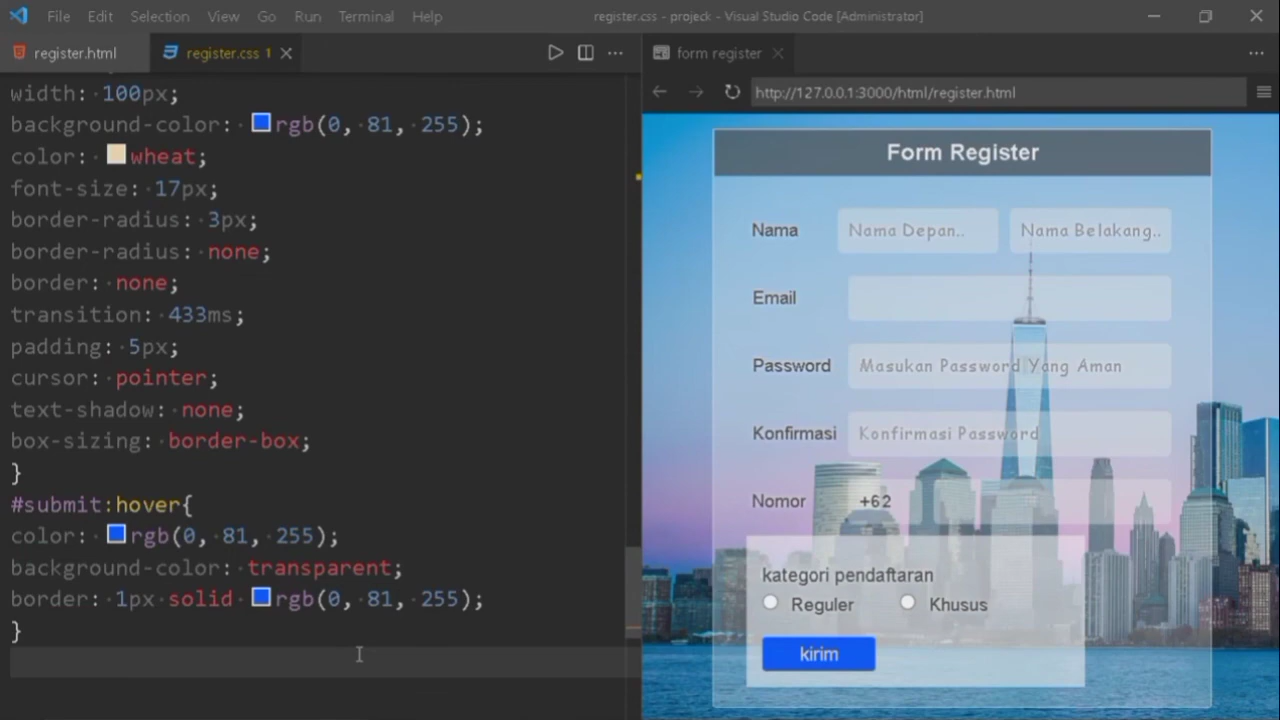 File Edit Selection View Go Run Terminal Help
register.css - projeck - Visual Studio Code [Administrator]
register.html
register.css 1
form register
http://127.0.0.1:3000/html/register.html
width: 100px;
background-color: rgb(0, 81, 255);
color: wheat;
font-size: 17px;
border-radius: 3px;
border-radius: none;
border: none;
transition: 433ms;
padding: 5px;
cursor: pointer;
text-shadow: none;
box-sizing: border-box;
}
#submit:hover{
color: rgb(0, 81, 255);
background-color: transparent;
border: 1px solid rgb(0, 81, 255);
}
Form Register
Nama Nama Depan.. Nama Belakang..
Email
Password Masukan Password Yang Aman
Konfirmasi Konfirmasi Password
Nomor +62
kategori pendaftaran
Reguler Khusus
kirim